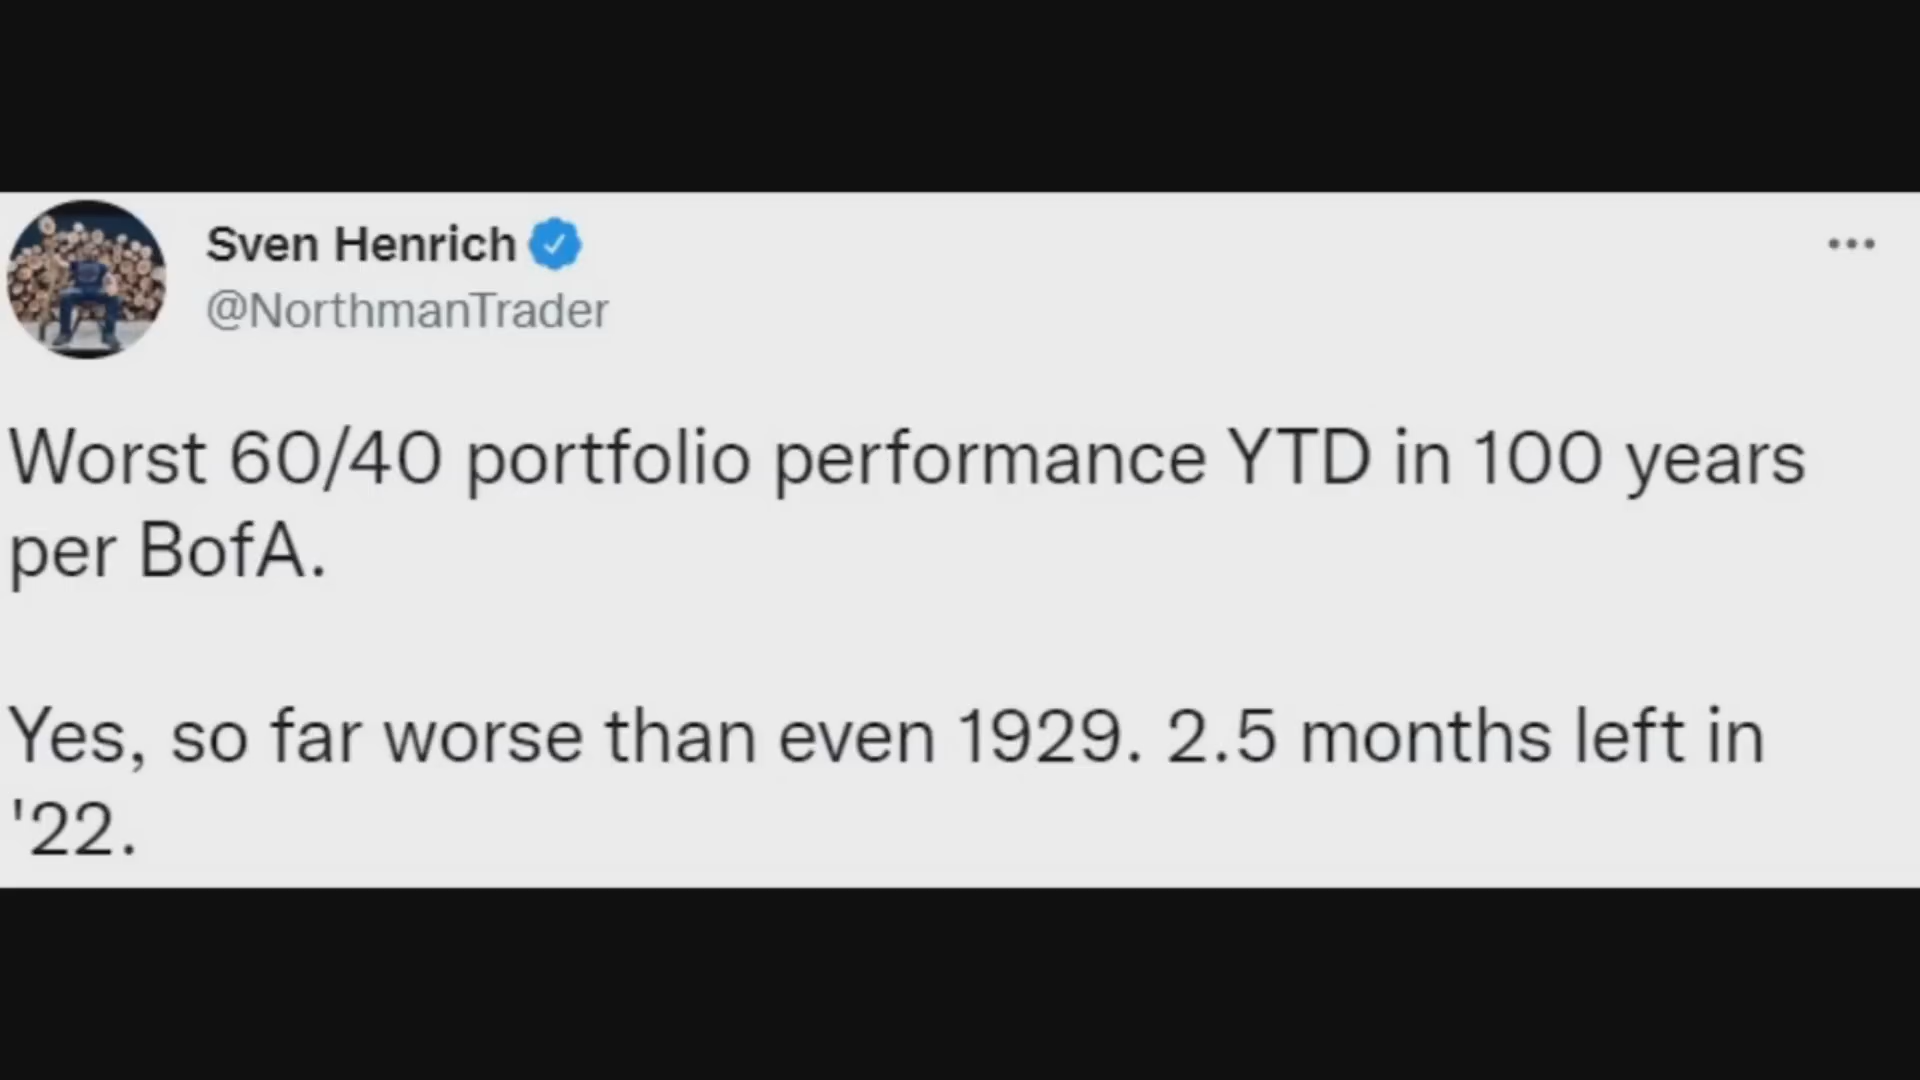 Sven Henrich
@NorthmanTrader
Worst 60/40 portfolio performance YTD in 100 years
per BofA.
Yes, so far worse than even 1929. 2.5 months left in
'22.